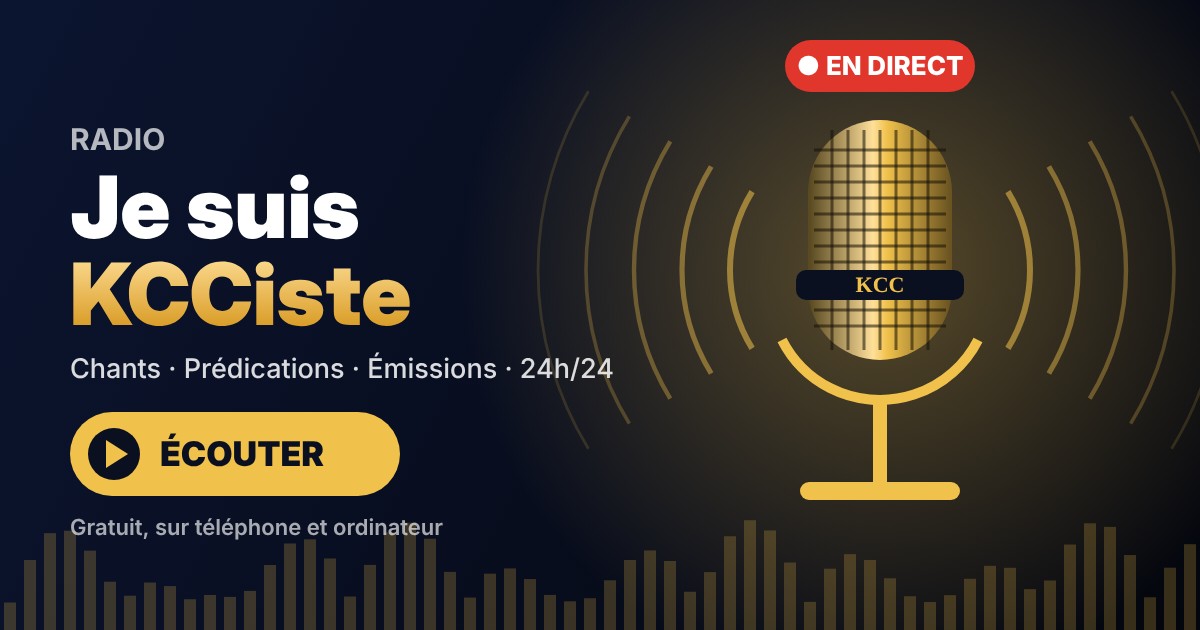 EN DIRECT
RADIO
Je suis
KCCiste
KCC
Chants · Prédications · Émissions · 24h/24
ÉCOUTER
Gratuit, sur téléphone et ordinateur